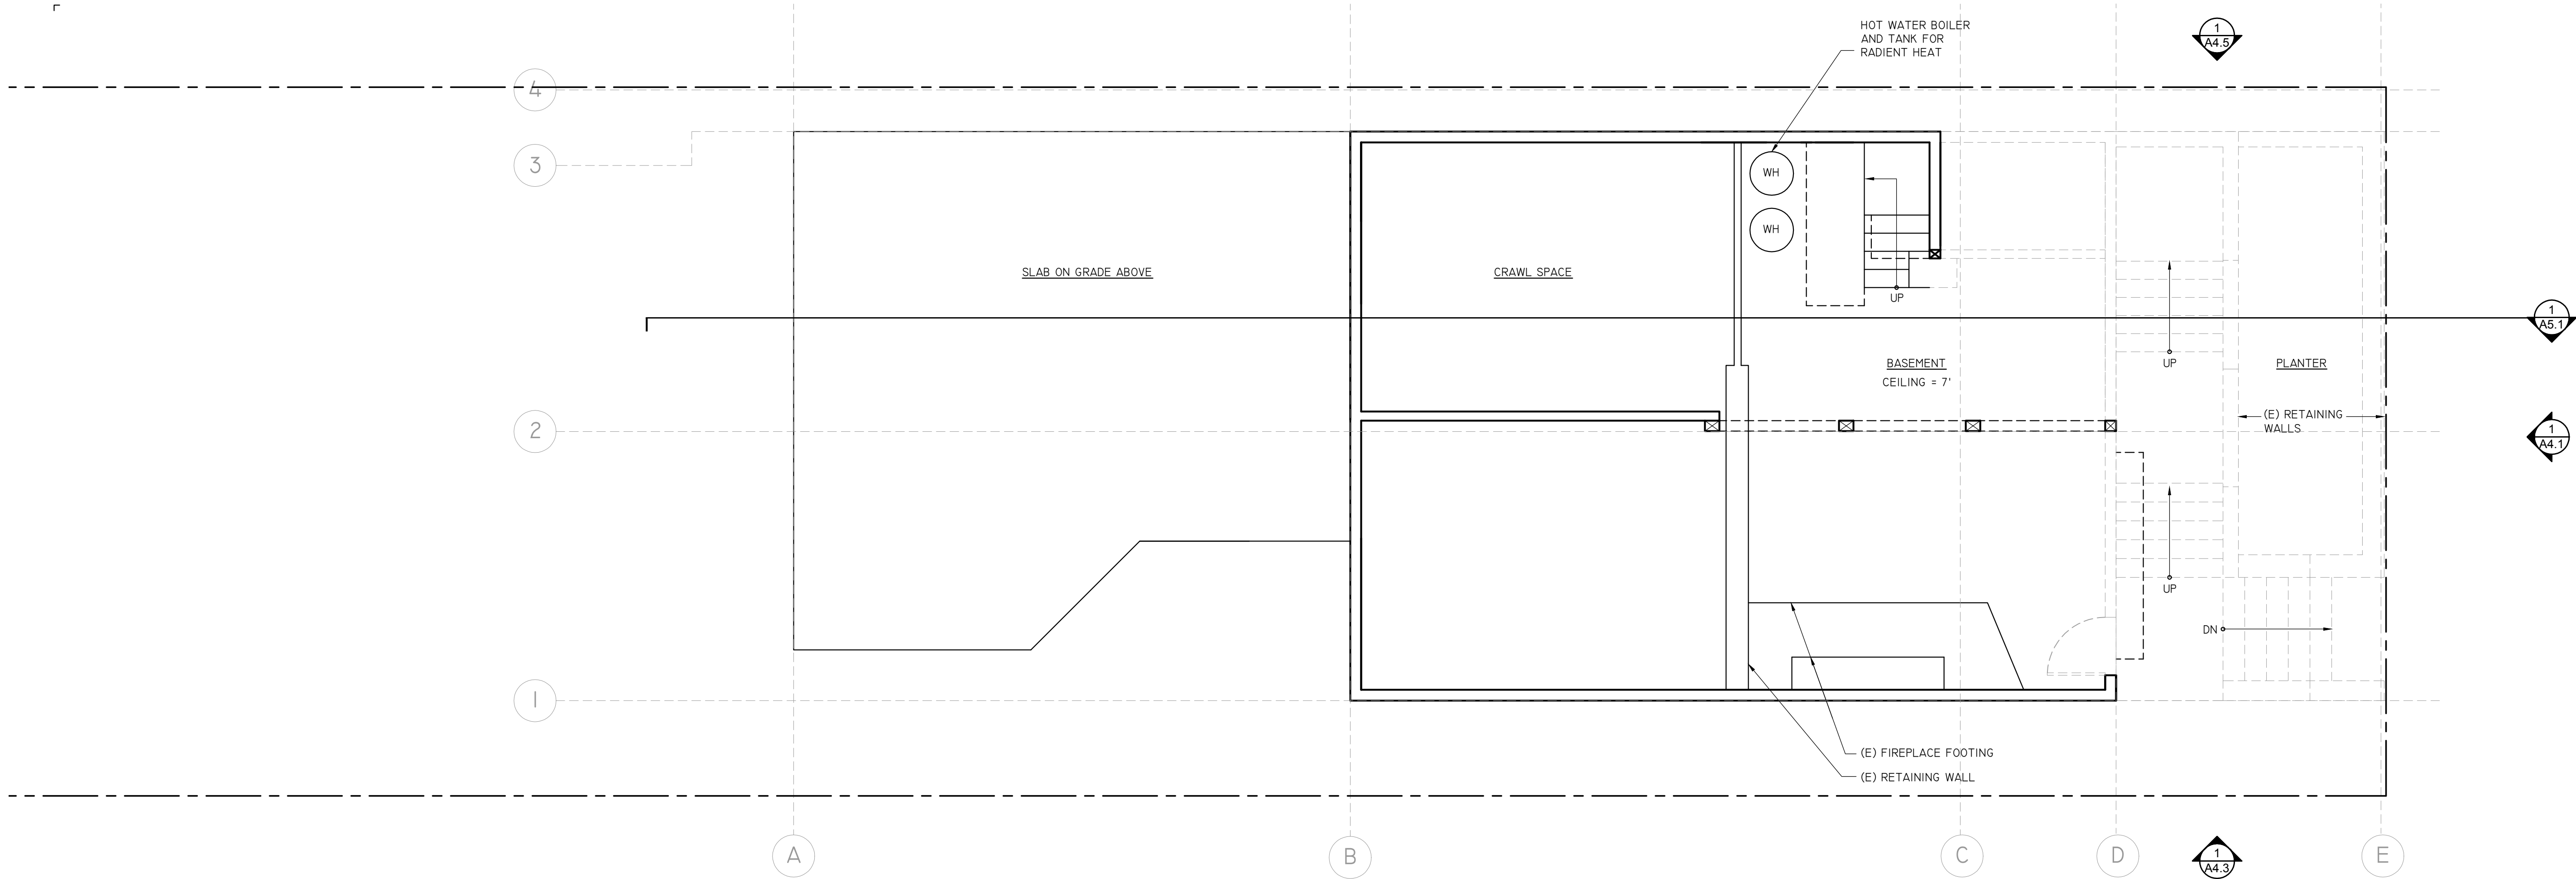 HOT WATER BOILER
AND TANK FOR
RADIENT HEAT
1
A4.5
4
3
WH
WH
SLAB ON GRADE ABOVE
CRAWL SPACE
UP
1
A5.1
BASEMENT
CEILING = 7'
UP
PLANTER
(E) RETAINING
WALLS
2
1
A4.1
UP
DN
1
(E) FIREPLACE FOOTING
(E) RETAINING WALL
A
B
C
D
1
A4.3
E